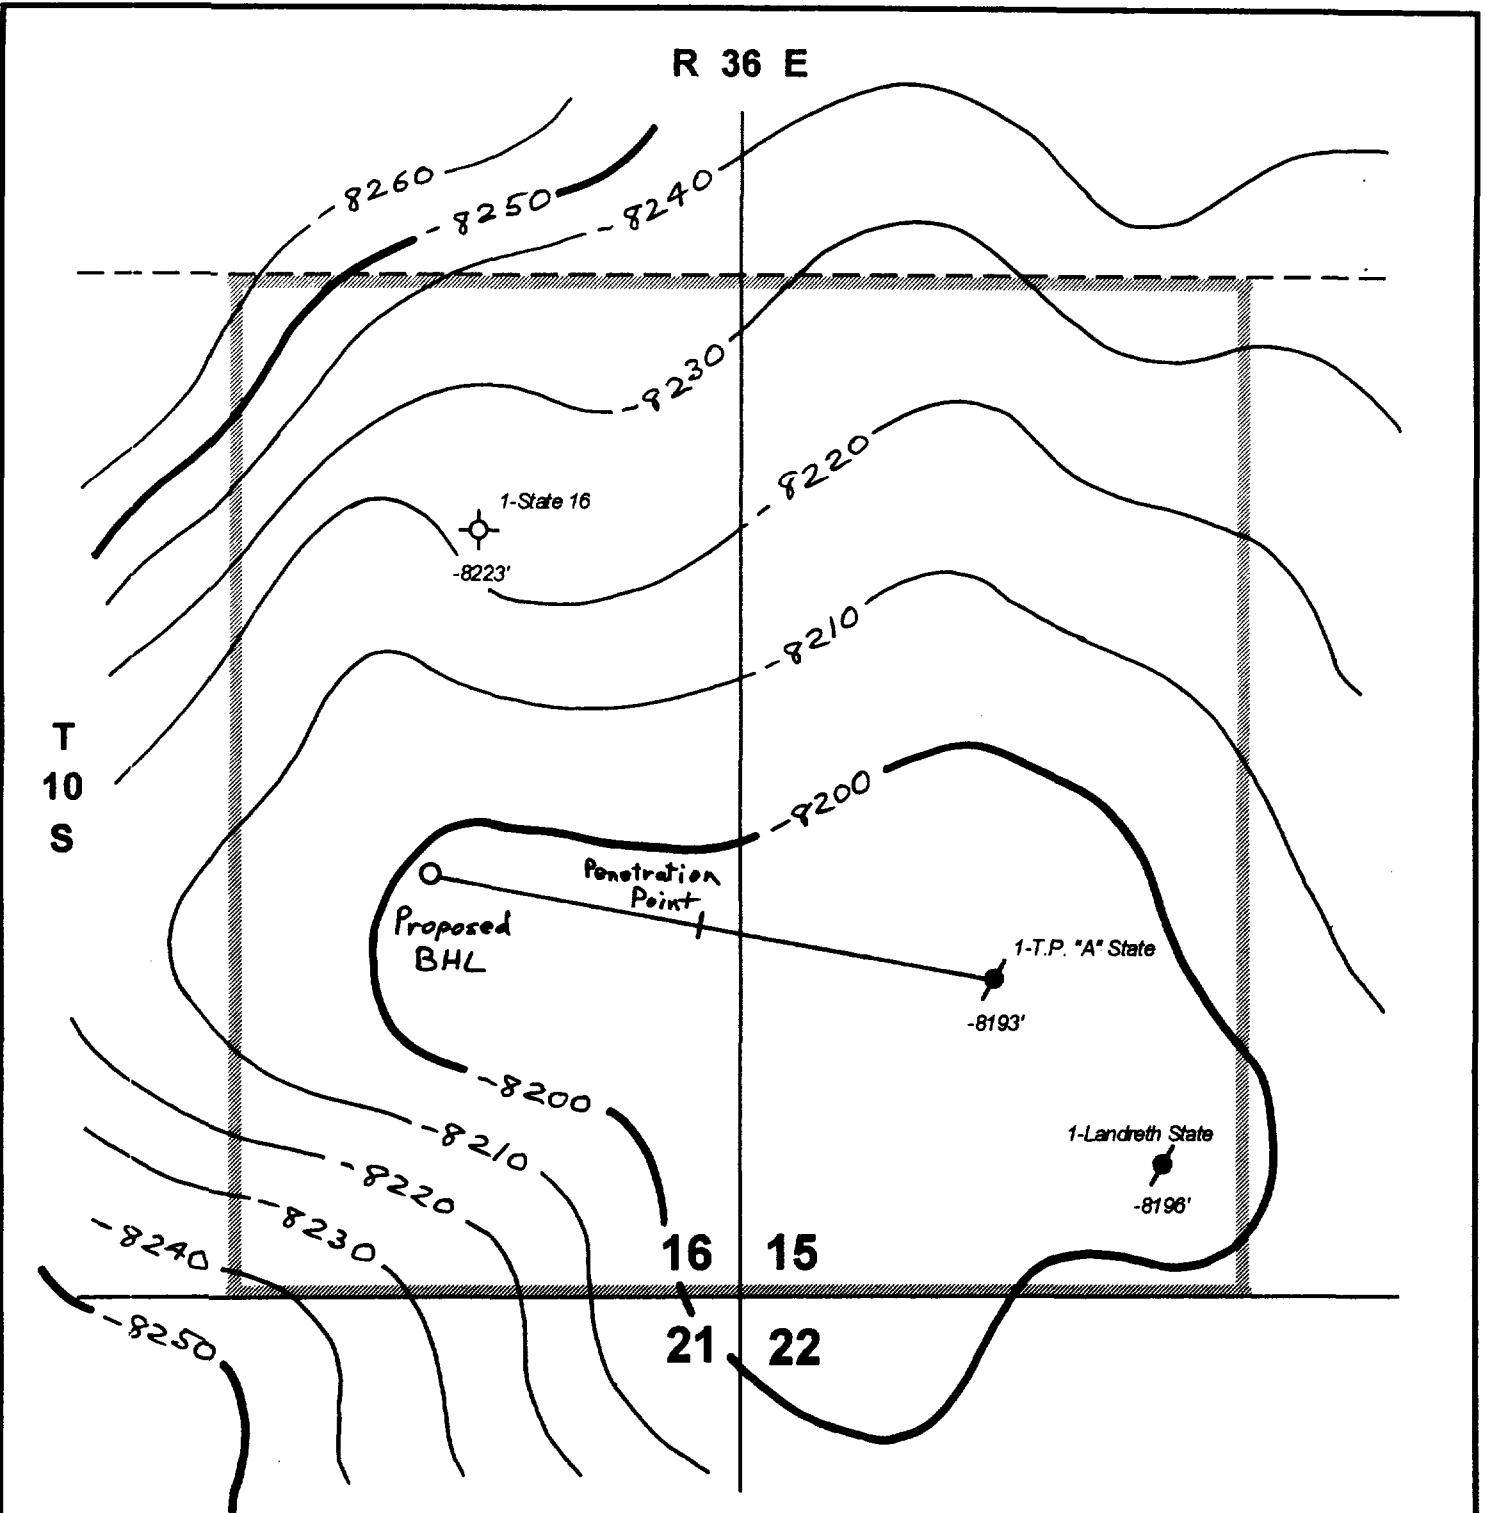 R 36 E
-8260
-8250
-8240
-8230
-8220
1-State 16
-8223'
-8210
T
10
S
-8200
Penetration
Point
Proposed
BHL
1-T.P. "A" State
-8193'
-8200
-8210
1-Landreth State
-8196'
-8220
-8230
-8240
16 15
-8250
21 22